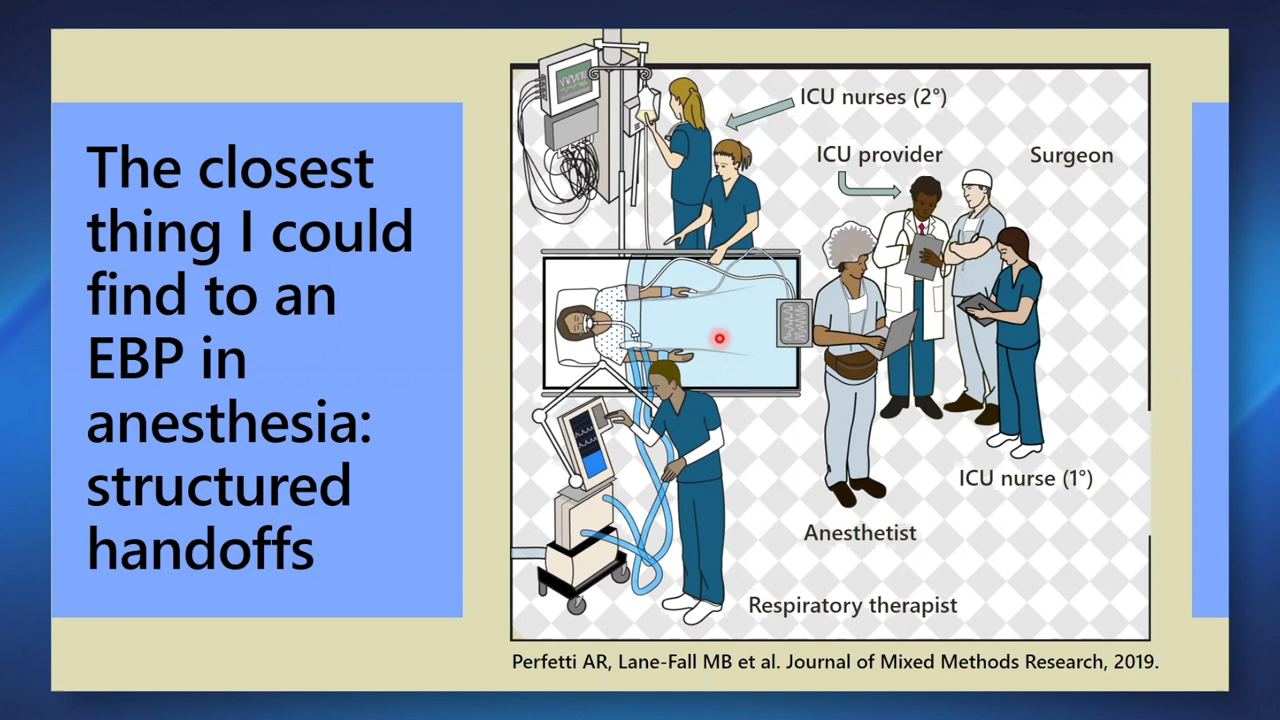 The closest
thing I could
find to an
EBP in
anesthesia:
structured
handoffs
ICU nurses (2°)
ICU provider
Surgeon
ICU nurse (1°)
Anesthetist
Respiratory therapist
Perfetti AR, Lane-Fall MB et al. Journal of Mixed Methods Research, 2019.